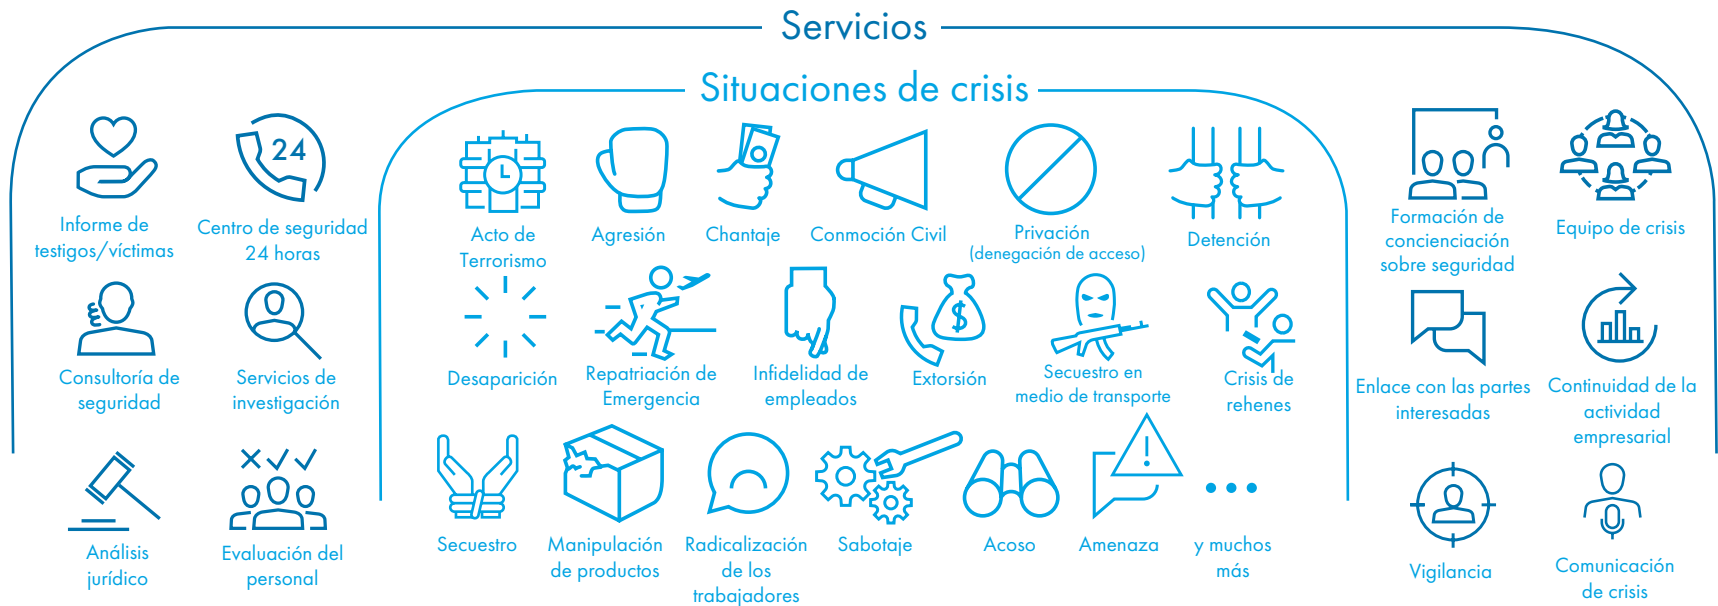 Servicios
Situaciones de crisis
24
Informe de
testigos/víctimas
Centro de seguridad
24 horas
Consultoría de
seguridad
Servicios de
investigación
Análisis
jurídico
Evaluación del
personal
Acto de
Terrorismo
Agresión
Chantaje
Conmoción Civil
Privación
(denegación de acceso)
Detención
Desaparición
Repatriación de
Emergencia
Infidelidad de
empleados
$
Extorsión
Secuestro en
medio de transporte
Crisis de
rehenes
Secuestro
Manipulación
de productos
Radicalización
de los
trabajadores
Sabotaje
Acoso
!
Amenaza
y muchos
más
Formación de
concienciación
sobre seguridad
Equipo de crisis
Enlace con las partes
interesadas
Continuidad de la
actividad
empresarial
Vigilancia
Comunicación
de crisis